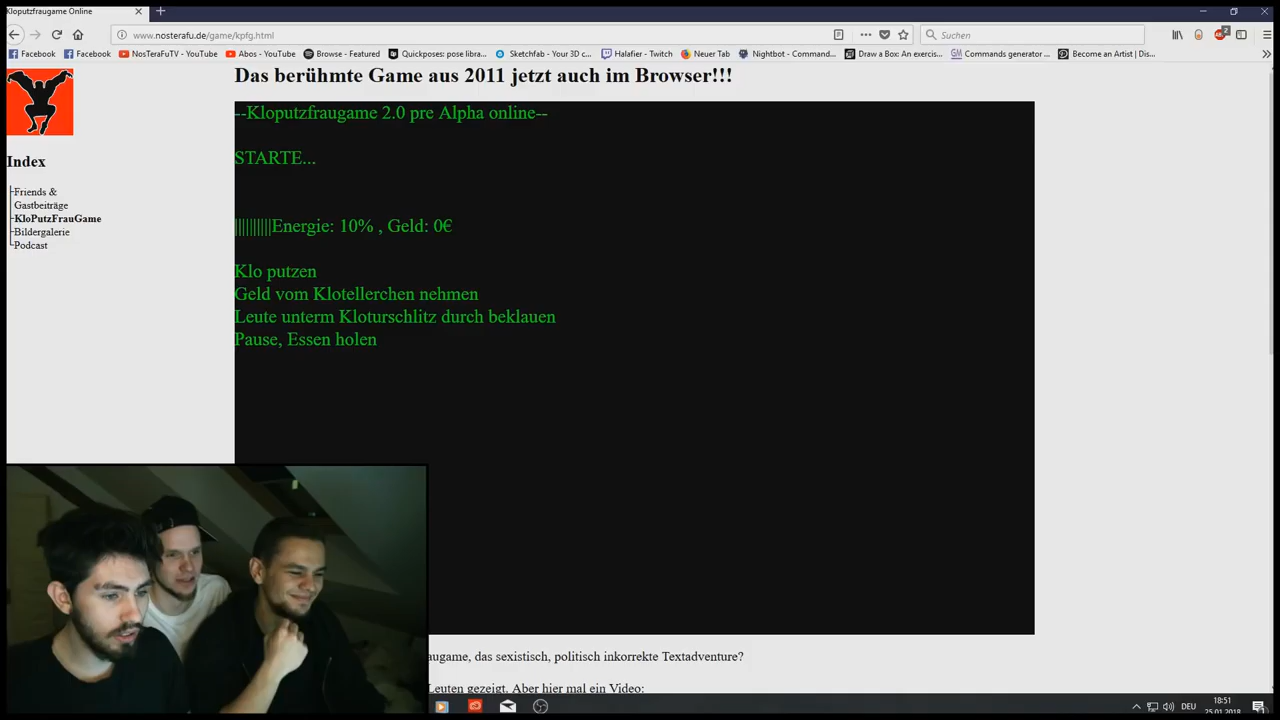 Kloputzfraugame Online
www.nosterafu.de/game/kpfg.html
Suchen
Facebook
Facebook
NosTeraFuTV - YouTube
Abos - YouTube
Browse - Featured
Quickposes: pose libra...
Sketchfab - Your 3D c...
Halafier - Twitch
Neuer Tab
Nightbot - Command...
Draw a Box: An exercis...
GM Commands generator ...
Become an Artist | Dis...
Das berühmte Game aus 2011 jetzt auch im Browser!!!
Index
Friends &
Gastbeiträge
KloPutzFrauGame
Bildergalerie
Podcast
--Kloputzfraugame 2.0 pre Alpha online--
STARTE...
||||||||||Energie: 10% , Geld: 0€
Klo putzen
Geld vom Klotellerchen nehmen
Leute unterm Kloturschlitz durch beklauen
Pause, Essen holen
augame, das sexistisch, politisch inkorrekte Textadventure?
Leuten gezeigt. Aber hier mal ein Video:
DEU
18:51
25.01.2018